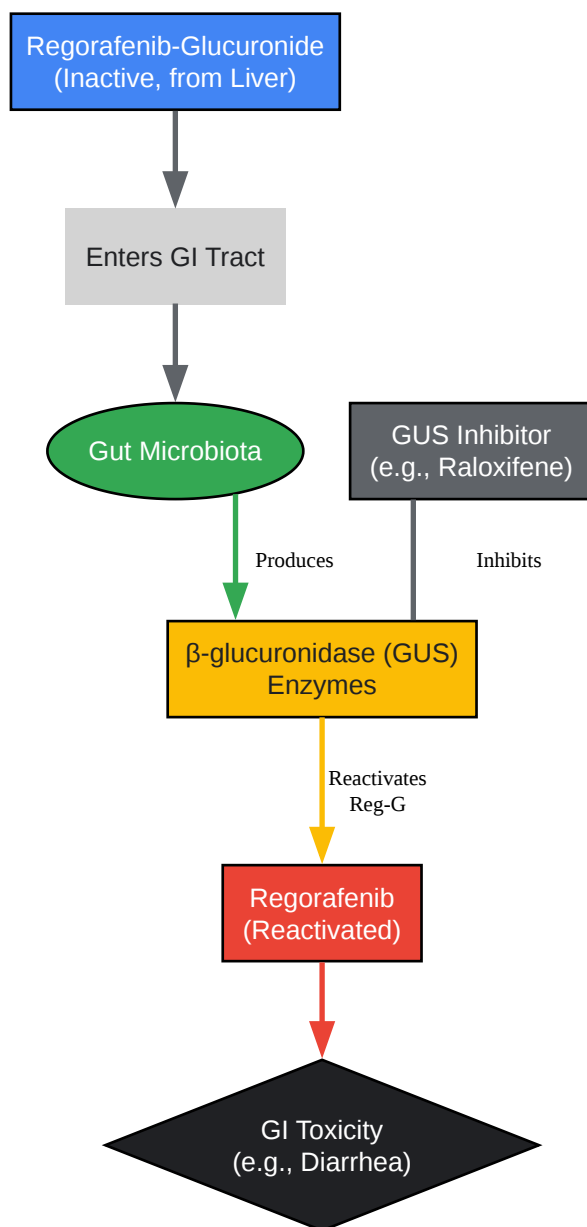 Regorafenib-Glucuronide
(Inactive, from Liver)
Enters GI Tract
Gut Microbiota
GUS Inhibitor
(e.g., Raloxifene)
Produces
Inhibits
β-glucuronidase (GUS)
Enzymes
Reactivates
Reg-G
Regorafenib
(Reactivated)
GI Toxicity
(e.g., Diarrhea)